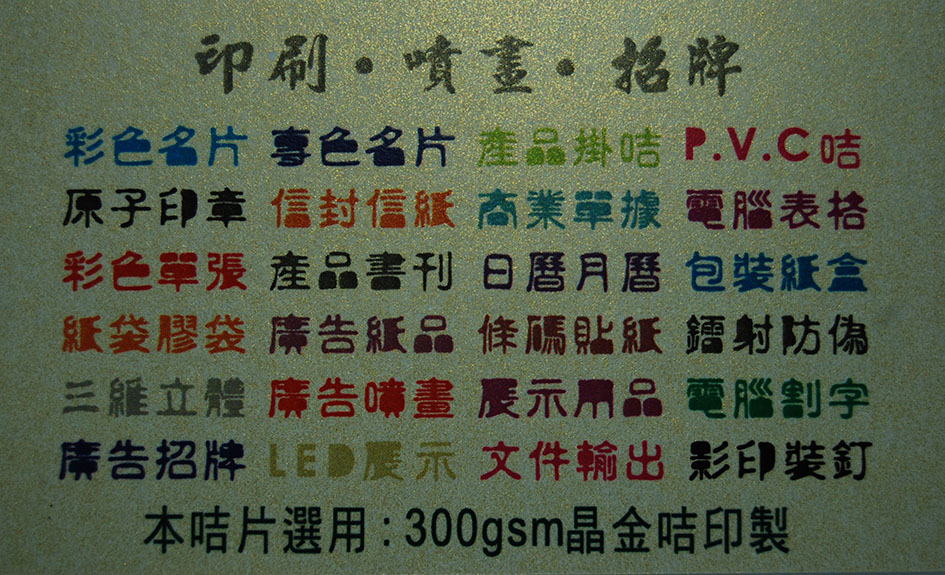 印刷・噴畫・招牌
彩色名片 專色名片 產品掛咭 P.V.C咭
原子印章 信封信紙 商業單據 電腦表格
彩色單張 產品書刊 日曆月曆 包裝紙盒
紙袋膠袋 廣告紙品 條碼貼紙 鐳射防偽
三維立體 廣告噴畫 展示用品 電腦割字
廣告招牌 LED展示 文件輸出 影印裝釘
本咭片選用:300gsm晶金咭印製